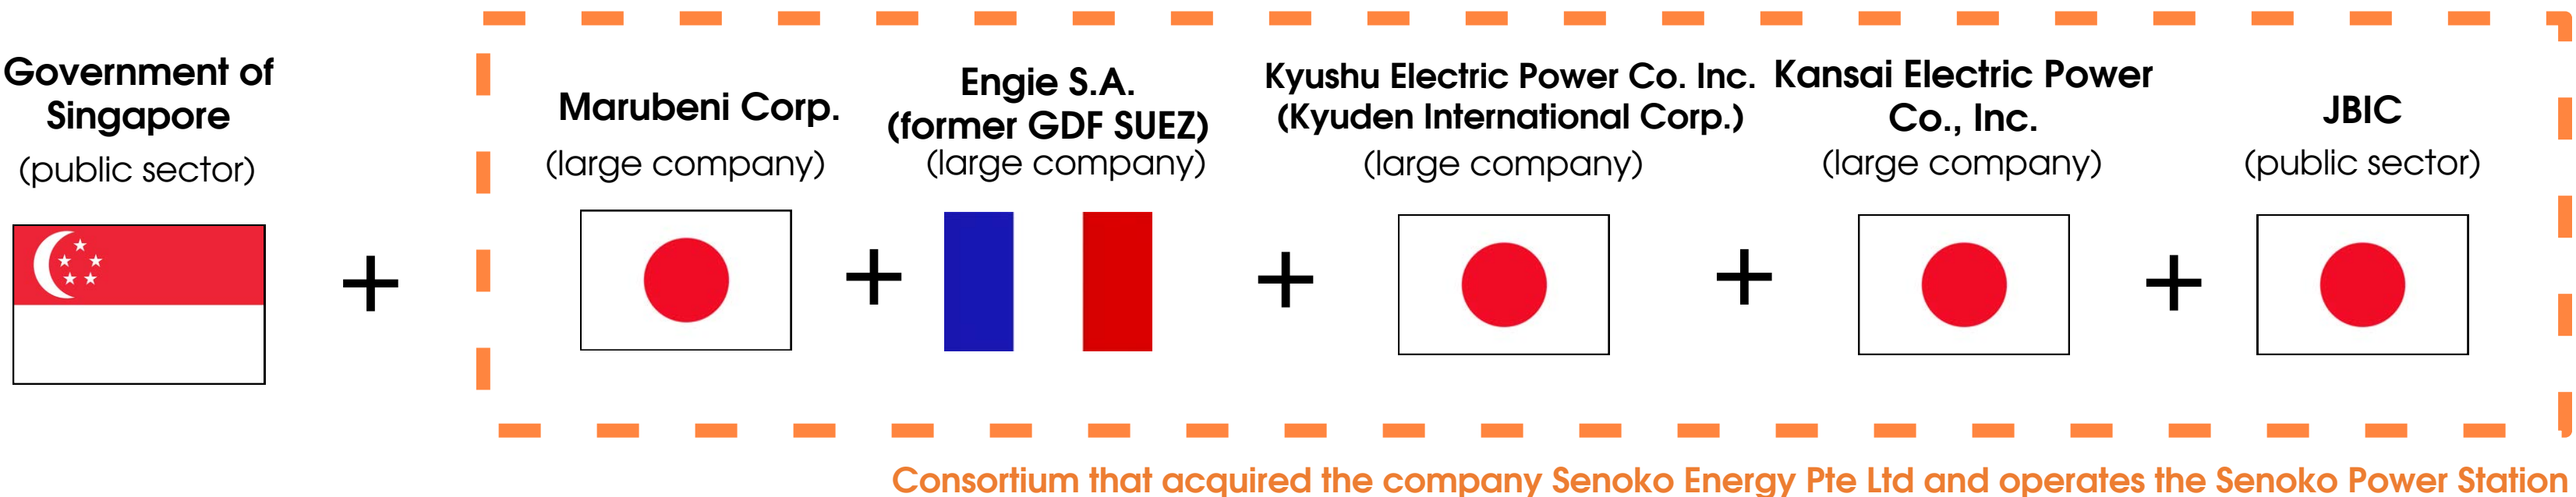 Government of
Singapore
(public sector)
+
Marubeni Corp.
(large company)
+
Engie S.A.
(former GDF SUEZ)
(large company)
+
Kyushu Electric Power Co. Inc.
(Kyuden International Corp.)
(large company)
+
Kansai Electric Power
Co., Inc.
(large company)
+
JBIC
(public sector)
Consortium that acquired the company Senoko Energy Pte Ltd and operates the Senoko Power Station